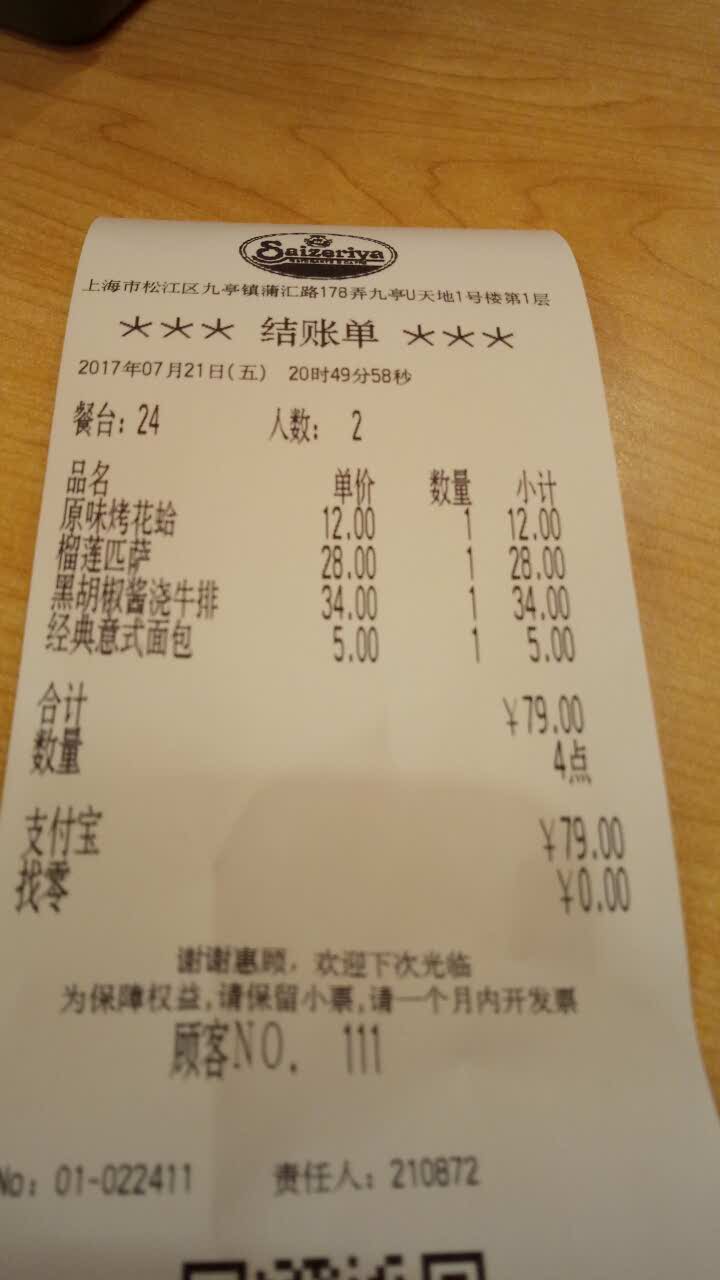 Saizeriya
上海市松江区九亭镇蒲汇路178弄九亭U天地1号楼第1层
＊＊＊ 结账单 ＊＊＊
2017年07月21日(五) 20时49分58秒
餐台: 24 人数: 2
品名 单价 数量 小计
原味烤花蛤 12.00 1 12.00
榴莲匹萨 28.00 1 28.00
黑胡椒酱浇牛排 34.00 1 34.00
经典意式面包 5.00 1 5.00
合计 ¥79.00
数量 4点
支付宝 ¥79.00
找零 ¥0.00
谢谢惠顾，欢迎下次光临
为保障权益,请保留小票,请一个月内开发票
顾客NO. 111
No: 01-022411 责任人: 210872